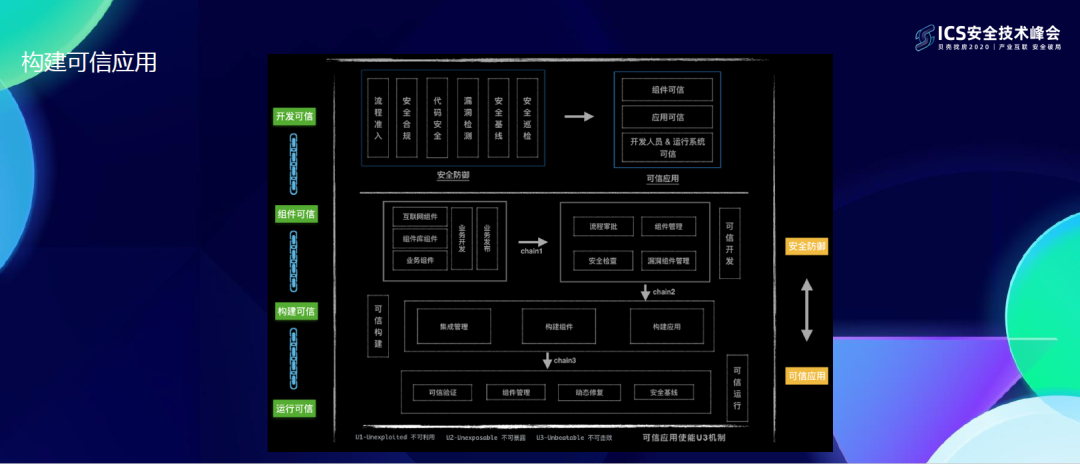 构建可信应用
ICS安全技术峰会
贝壳找房2020 | 产业互联 安全破局
开发可信
组件可信
构建可信
运行可信
流程准入
安全合规
代码安全
漏洞检测
安全基线
安全巡检
安全防御
组件可信
应用可信
开发人员 & 运行系统
可信
可信应用
互联网组件
组件库组件
业务组件
业务开发
业务发布
chain1
流程审批
组件管理
安全检查
漏洞组件管理
可信开发
chain2
可信构建
集成管理
构建组件
构建应用
chain3
可信验证
组件管理
动态修复
安全基线
可信运行
U1-Unexploited 不可利用
U2-Unexposable 不可暴露
U3-Unbeatable 不可击败
可信应用使能U3机制
安全防御
可信应用